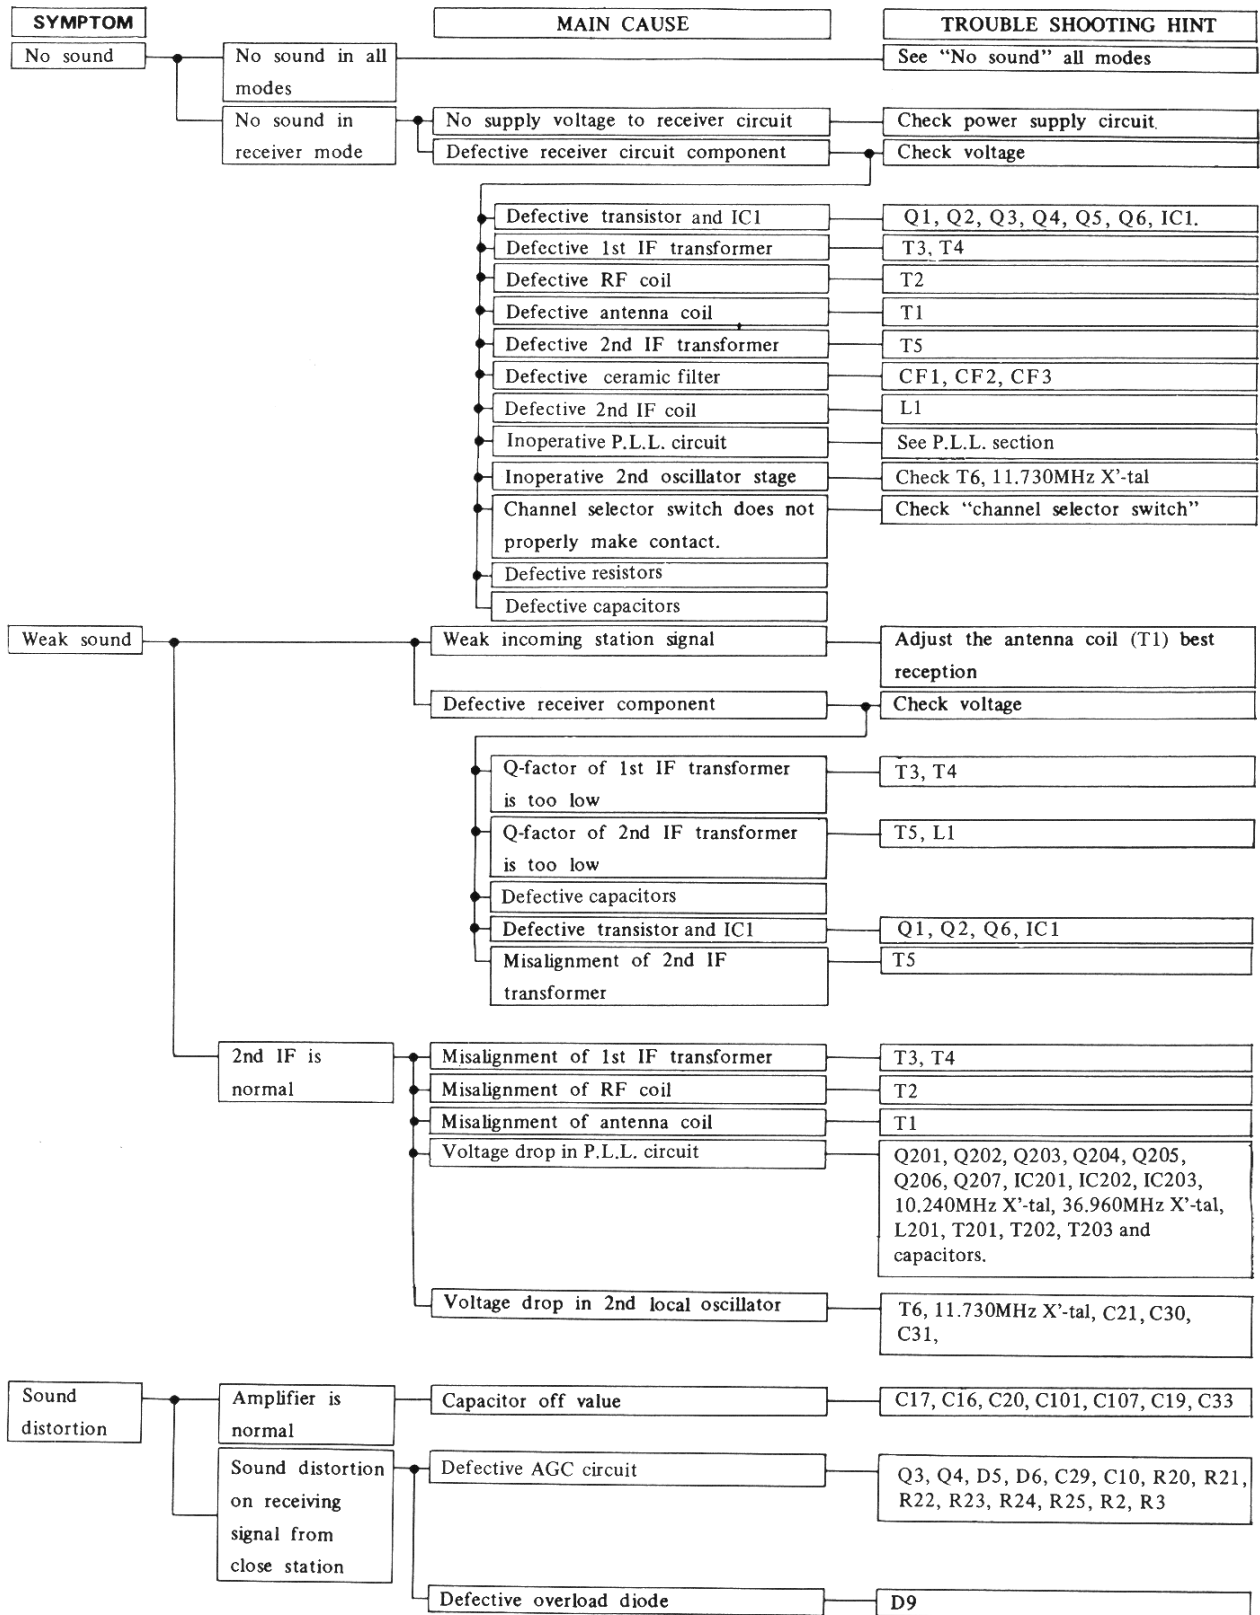 SYMPTOM
MAIN CAUSE
TROUBLE SHOOTING HINT
No sound
No sound in all
modes
See “No sound” all modes
No sound in
receiver mode
No supply voltage to receiver circuit
Check power supply circuit.
Defective receiver circuit component
Check voltage
Defective transistor and IC1
Q1, Q2, Q3, Q4, Q5, Q6, IC1.
Defective 1st IF transformer
T3, T4
Defective RF coil
T2
Defective antenna coil
T1
Defective 2nd IF transformer
T5
Defective ceramic filter
CF1, CF2, CF3
Defective 2nd IF coil
L1
Inoperative P.L.L. circuit
See P.L.L. section
Inoperative 2nd oscillator stage
Check T6, 11.730MHz X'-tal
Channel selector switch does not
properly make contact.
Check “channel selector switch”
Defective resistors
Defective capacitors
Weak sound
Weak incoming station signal
Adjust the antenna coil (T1) best
reception
Defective receiver component
Check voltage
Q-factor of 1st IF transformer
is too low
T3, T4
Q-factor of 2nd IF transformer
is too low
T5, L1
Defective capacitors
Defective transistor and IC1
Q1, Q2, Q6, IC1
Misalignment of 2nd IF
transformer
T5
2nd IF is
normal
Misalignment of 1st IF transformer
T3, T4
Misalignment of RF coil
T2
Misalignment of antenna coil
T1
Voltage drop in P.L.L. circuit
Q201, Q202, Q203, Q204, Q205,
Q206, Q207, IC201, IC202, IC203,
10.240MHz X'-tal, 36.960MHz X'-tal,
L201, T201, T202, T203 and
capacitors.
Voltage drop in 2nd local oscillator
T6, 11.730MHz X'-tal, C21, C30,
C31,
Sound
distortion
Amplifier is
normal
Capacitor off value
C17, C16, C20, C101, C107, C19, C33
Sound distortion
on receiving
signal from
close station
Defective AGC circuit
Q3, Q4, D5, D6, C29, C10, R20, R21,
R22, R23, R24, R25, R2, R3
Defective overload diode
D9